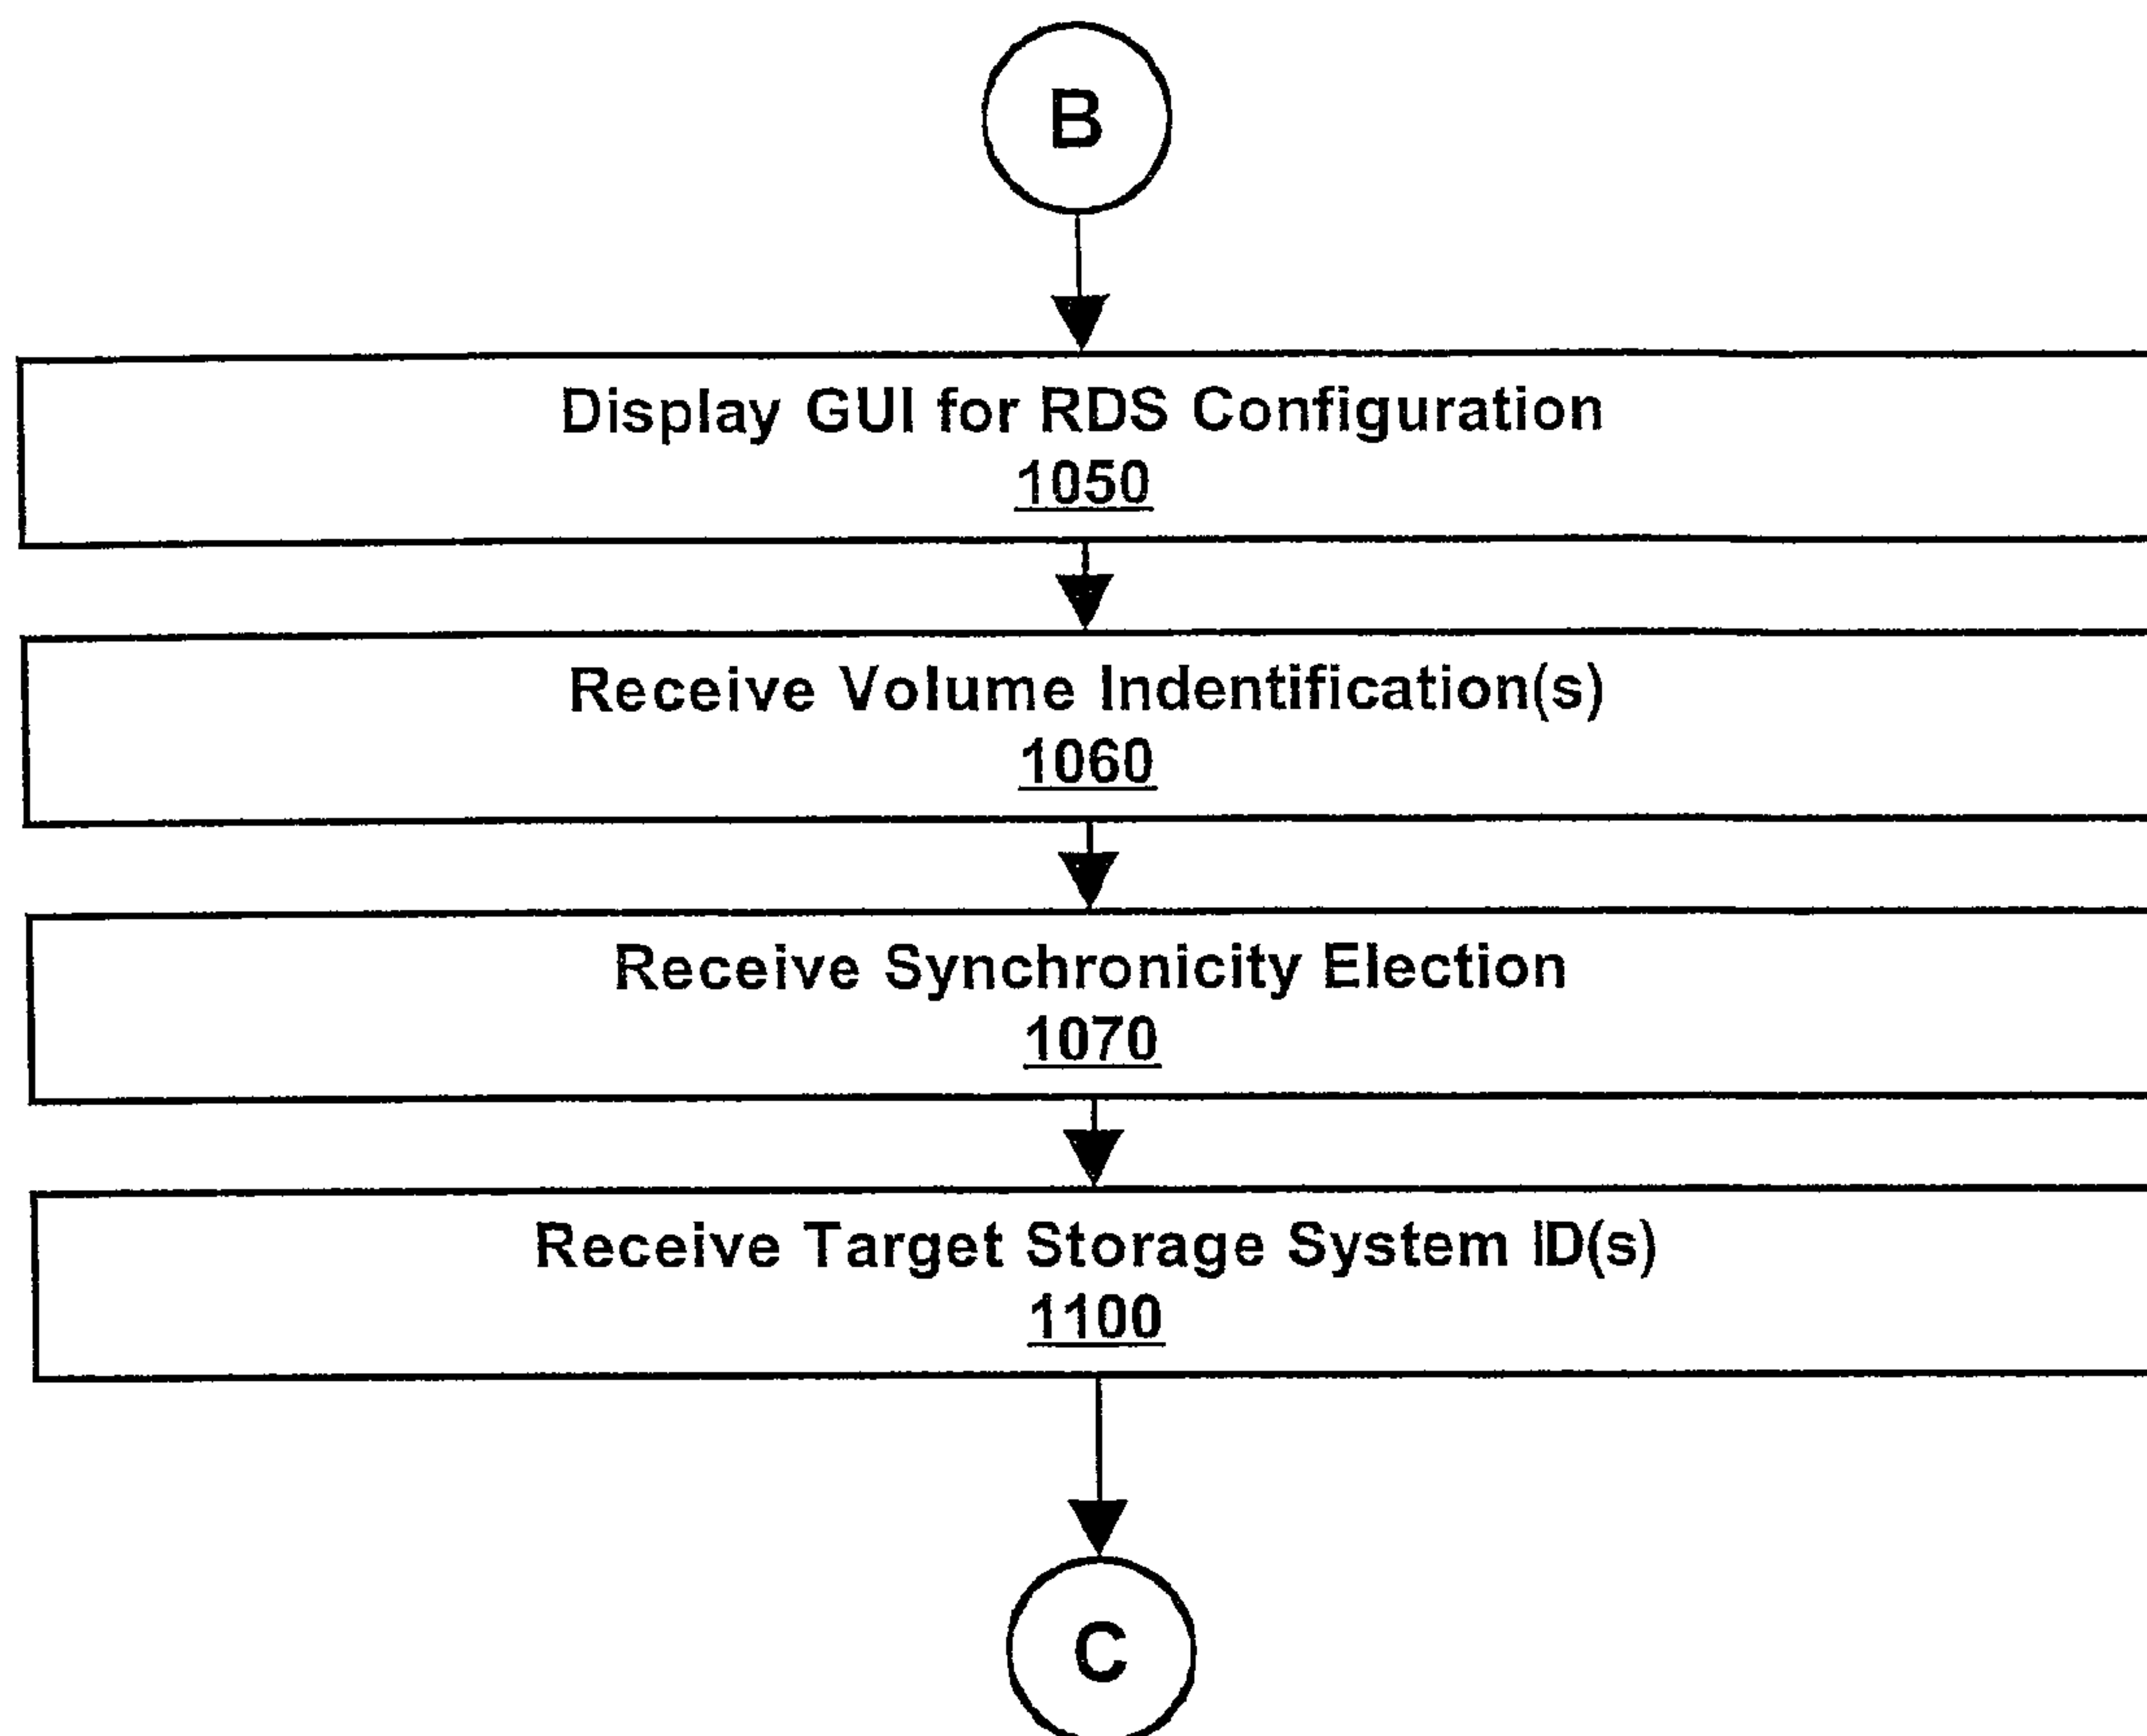 B
Display GUI for RDS Configuration
1050
Receive Volume Indentification(s)
1060
Receive Synchronicity Election
1070
Receive Target Storage System ID(s)
1100
C